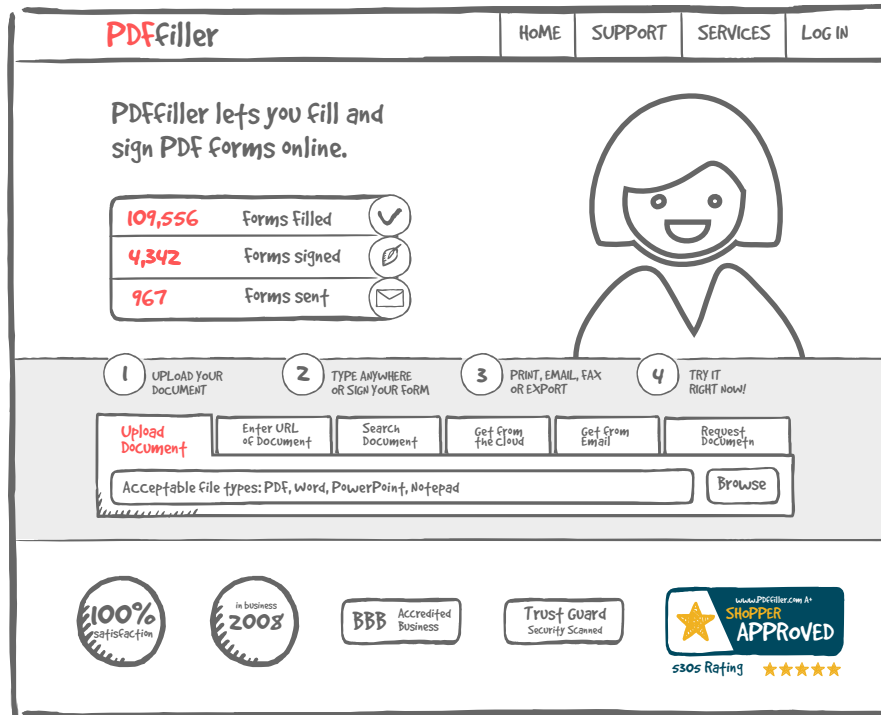 PDFfiller
HOME
SUPPORT
SERVICES
LOG IN
PDFfiller lets you fill and
sign PDF forms online.
109,556 forms filled
4,342 forms signed
967 forms sent
1 UPLOAD YOUR
DOCUMENT
2 TYPE ANYWHERE
OR SIGN YOUR FORM
3 PRINT, EMAIL, FAX
OR EXPORT
4 TRY IT
RIGHT NOW!
Upload
Document
Enter URL
of Document
Search
Document
Get from
the Cloud
Get from
Email
Request
Documetn
Acceptable file types: PDF, Word, PowerPoint, Notepad
Browse
100%
satisfaction
in business
2008
BBB Accredited
Business
Trust Guard
Security Scanned
www.PDFfiller.com A+
SHOPPER
APPROVED
5305 Rating